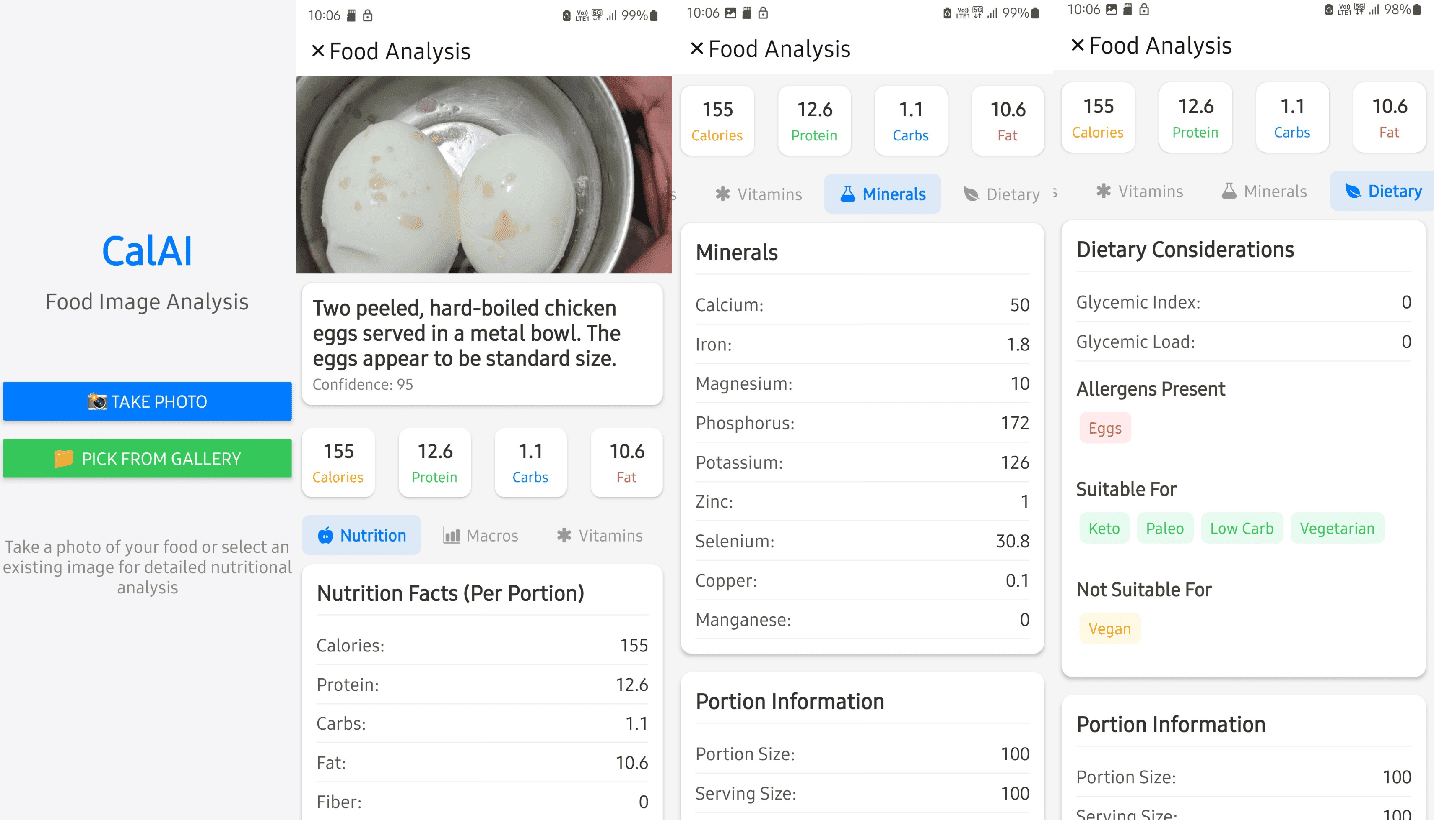 CalAI
Food Image Analysis
TAKE PHOTO
PICK FROM GALLERY
Take a photo of your food or select an
existing image for detailed nutritional
analysis
10:06
99%
× Food Analysis
Two peeled, hard-boiled chicken
eggs served in a metal bowl. The
eggs appear to be standard size.
Confidence: 95
155 12.6 1.1 10.6
Calories Protein Carbs Fat
Nutrition Macros Vitamins
Nutrition Facts (Per Portion)
Calories: 155
Protein: 12.6
Carbs: 1.1
Fat: 10.6
Fiber: 0
10:06
99%
× Food Analysis
155 12.6 1.1 10.6
Calories Protein Carbs Fat
s Vitamins Minerals Dietary
Minerals
Calcium: 50
Iron: 1.8
Magnesium: 10
Phosphorus: 172
Potassium: 126
Zinc: 1
Selenium: 30.8
Copper: 0.1
Manganese: 0
Portion Information
Portion Size: 100
Serving Size: 100
10:06
98%
× Food Analysis
155 12.6 1.1 10.6
Calories Protein Carbs Fat
s Vitamins Minerals Dietary
Dietary Considerations
Glycemic Index: 0
Glycemic Load: 0
Allergens Present
Eggs
Suitable For
Keto Paleo Low Carb Vegetarian
Not Suitable For
Vegan
Portion Information
Portion Size: 100
Serving Size: 100